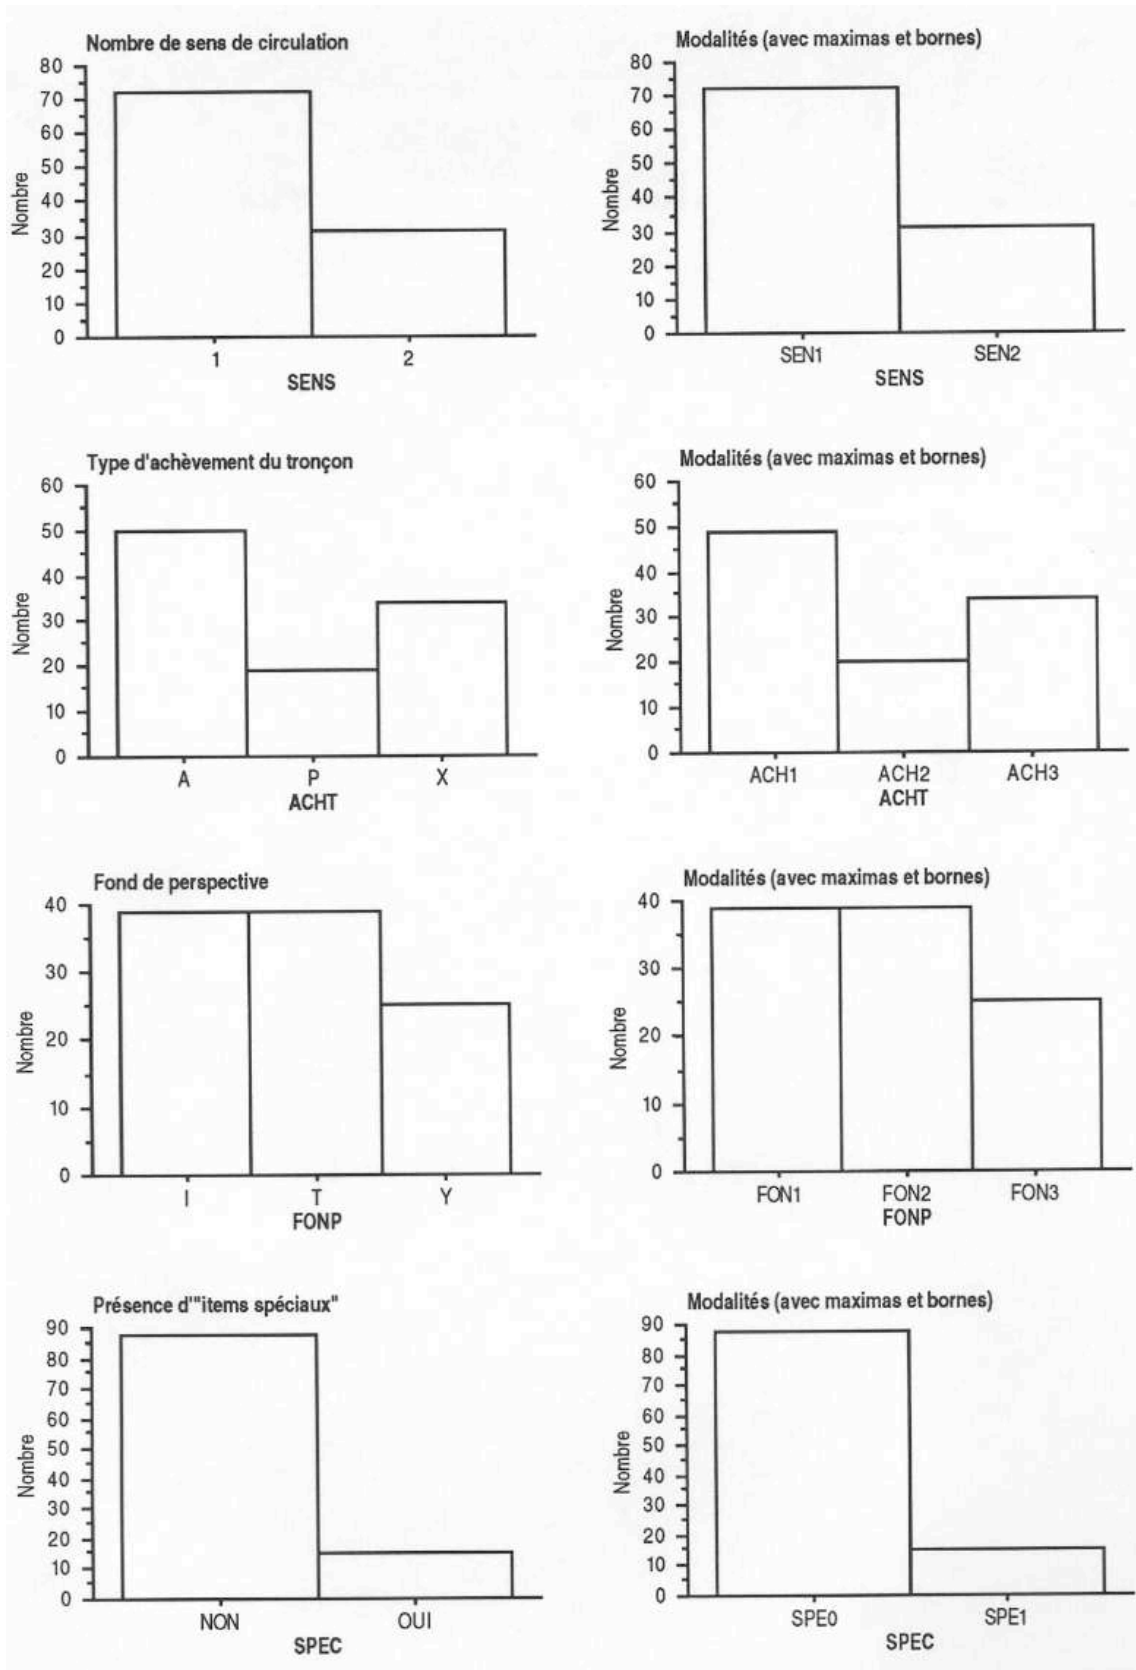 Nombre de sens de circulation
80
70
60
50
40
30
20
10
0
Nombre
1 2
SENS
Modalités (avec maximas et bornes)
80
70
60
50
40
30
20
10
0
Nombre
SEN1 SEN2
SENS
Type d'achèvement du tronçon
60
50
40
30
20
10
0
Nombre
A P X
ACHT
Modalités (avec maximas et bornes)
60
50
40
30
20
10
0
Nombre
ACH1 ACH2 ACH3
ACHT
Fond de perspective
40
30
20
10
0
Nombre
I T Y
FONP
Modalités (avec maximas et bornes)
40
30
20
10
0
Nombre
FON1 FON2 FON3
FONP
Présence d'"items spéciaux"
90
80
70
60
50
40
30
20
10
0
Nombre
NON OUI
SPEC
Modalités (avec maximas et bornes)
90
80
70
60
50
40
30
20
10
0
Nombre
SPE0 SPE1
SPEC